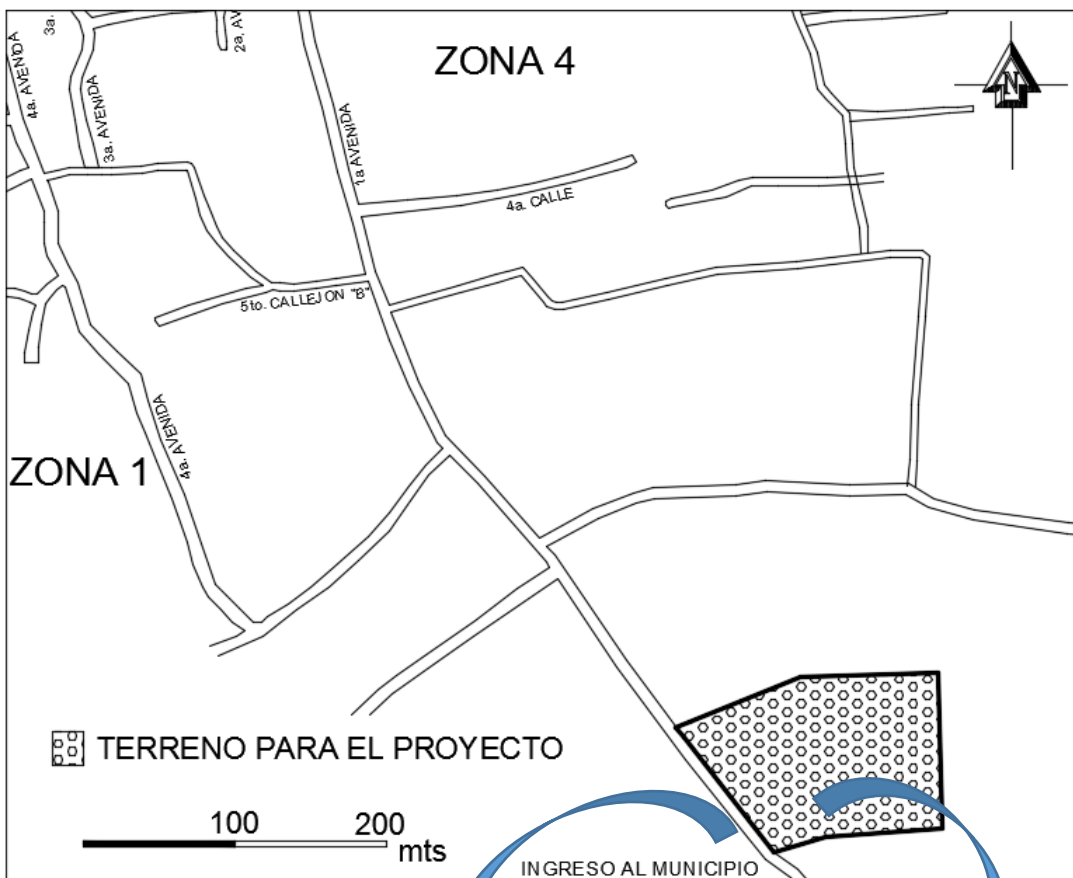 3a.
2a. AV
ZONA 4
N
4a. AVENIDA
3a. AVENIDA
1a AVENIDA
4a. CALLE
5to. CALLEJON "B"
4a. AVENIDA
ZONA 1
TERRENO PARA EL PROYECTO
100 200
mts
INGRESO AL MUNICIPIO